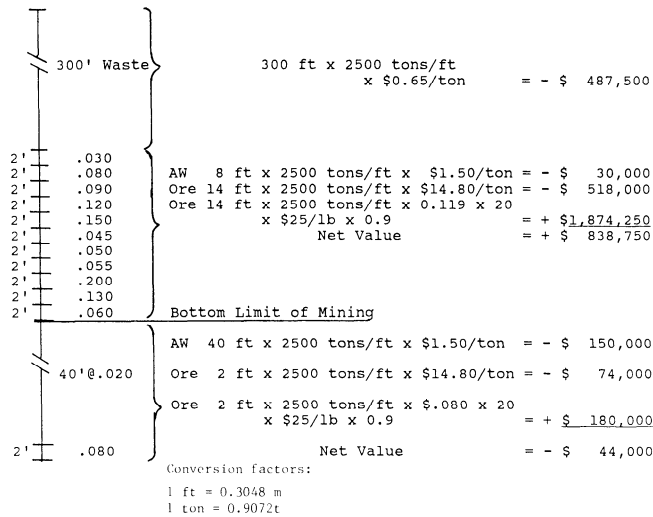 300' Waste 300 ft x 2500 tons/ft
x $0.65/ton = - $ 487,500
2' .030
2' .080 AW 8 ft x 2500 tons/ft x $1.50/ton = - $ 30,000
2' .090 Ore 14 ft x 2500 tons/ft x $14.80/ton = - $ 518,000
2' .120 Ore 14 ft x 2500 tons/ft x 0.119 x 20
2' .150 x $25/lb x 0.9 = + $1,874,250
2' .045 Net Value = + $ 838,750
2' .050
2' .055
2' .200
2' .130
2' .060 Bottom Limit of Mining
AW 40 ft x 2500 tons/ft x $1.50/ton = - $ 150,000
40'@.020 Ore 2 ft x 2500 tons/ft x $14.80/ton = - $ 74,000
Ore 2 ft x 2500 tons/ft x $.080 x 20
x $25/lb x 0.9 = + $ 180,000
2' .080 Net Value = - $ 44,000
Conversion factors:
1 ft = 0.3048 m
1 ton = 0.9072t